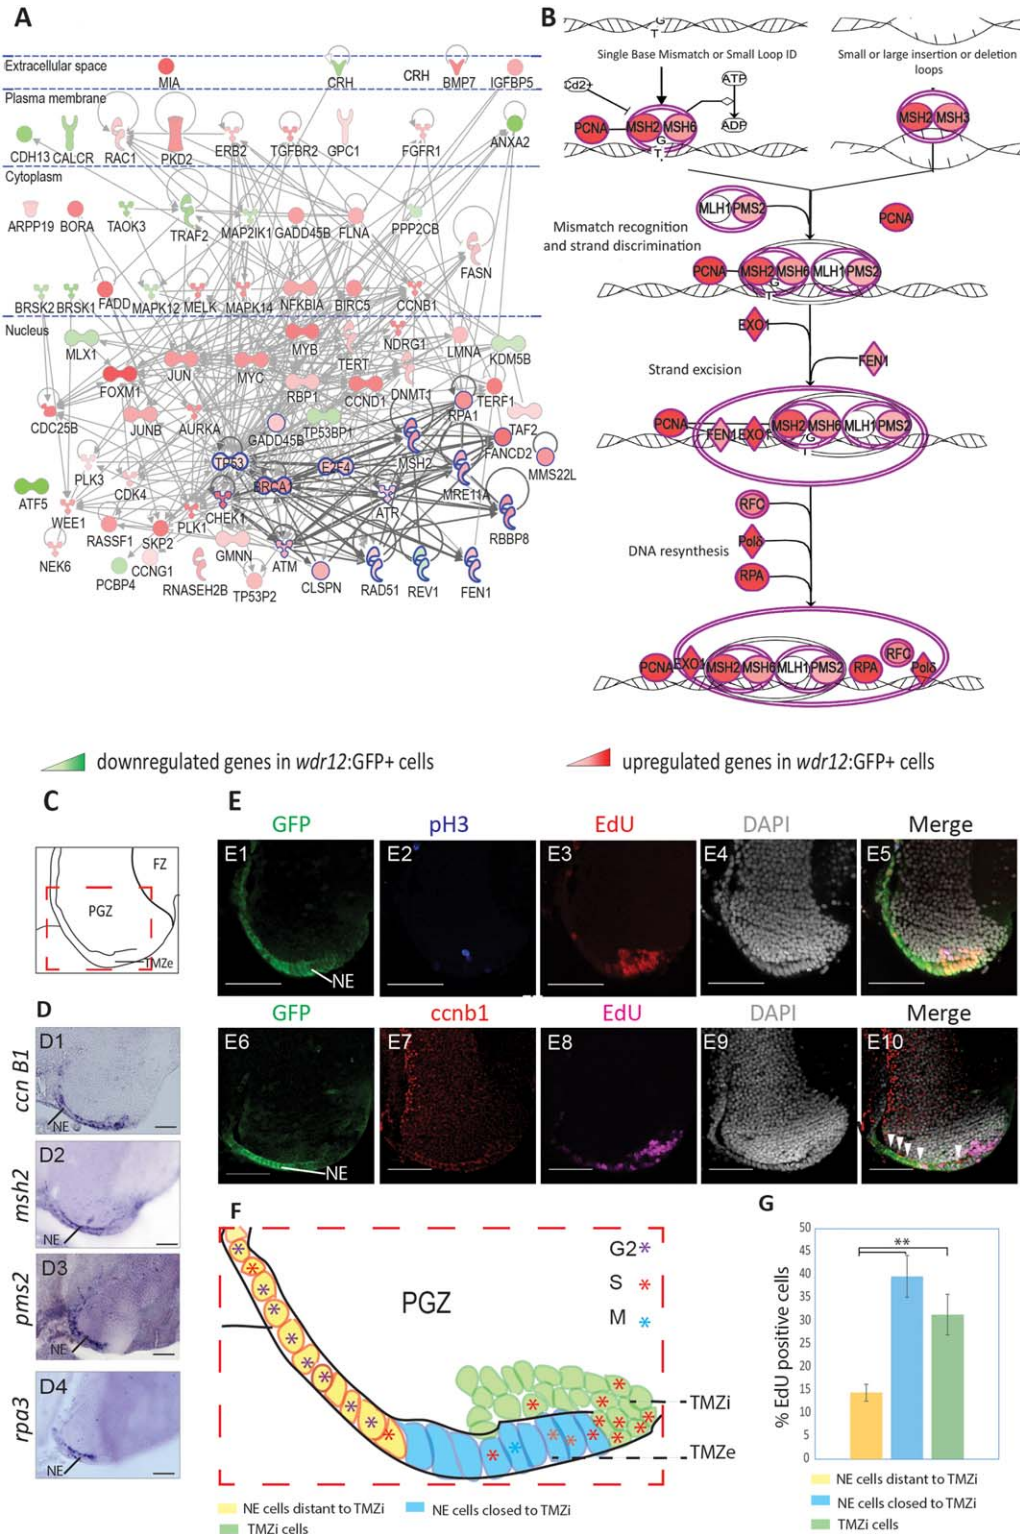 A
Extracellular space
MIA
CRH
CRH
BMP7
IGFBP5
Plasma membrane
CDH13 CALCR RAC1 PKD2 ERB2 TGFBR2 GPC1 FGFR1 ANXA2
Cytoplasm
ARPP19 BORA TAOK3 TRAF2 MAP2IK1 GADD45B FLNA PPP2CB
FASN
BRSK2 BRSK1 FADD MAPK12 MELK MAPK14 NFKBIA BIRC5 CCNB1
Nucleus
MLX1 MYB TERT NDRG1 LMNA KDM5B
FOXM1 JUN MYC RBP1 CCND1 DNMT1 TERF1
CDC25B JUNB AURKA GADD45B TP53BP1 RPA1 TAF2
MSH2 FANCD2 MMS22L
TP53 E2F4 BRCA1
PLK3 CDK4 CHEK1 ATR MRE11A
ATF5 WEE1 PLK1 RBBP8
RASSF1 SKP2 GMNN
NEK6 PCBP4 CCNG1 RNASEH2B TP53P2 ATM CLSPN RAD51 REV1 FEN1
B
G
T
Single Base Mismatch or Small Loop ID
Small or large insertion or deletion
loops
Cd2+
ATP
ADP
PCNA MSH2 MSH6
G
T
MSH2 MSH3
MLH1 PMS2
PCNA
Mismatch recognition
and strand discrimination
PCNA MSH2 MSH6 MLH1 PMS2
G
T
EXO1
FEN1
Strand excision
PCNA FEN1 EXO1 MSH2 MSH6 MLH1 PMS2
G
T
RFC
DNA resynthesis
Polδ
RPA
PCNA EXO1 MSH2 MSH6 MLH1 PMS2 RPA RFC Polδ
downregulated genes in wdr12:GFP+ cells
upregulated genes in wdr12:GFP+ cells
C
FZ
PGZ
TMZe
D
ccn B1
D1
NE
msh2
D2
NE
pms2
D3
NE
rpa3
D4
NE
E
GFP pH3 EdU DAPI Merge
E1 E2 E3 E4 E5
NE
GFP ccnb1 EdU DAPI Merge
E6 E7 E8 E9 E10
NE
F
G2*
S *
M *
PGZ
TMZi
TMZe
NE cells distant to TMZi
NE cells closed to TMZi
TMZi cells
G
% EdU positive cells
50
45
40
35
30
25
20
15
10
5
0
**
NE cells distant to TMZi
NE cells closed to TMZi
TMZi cells